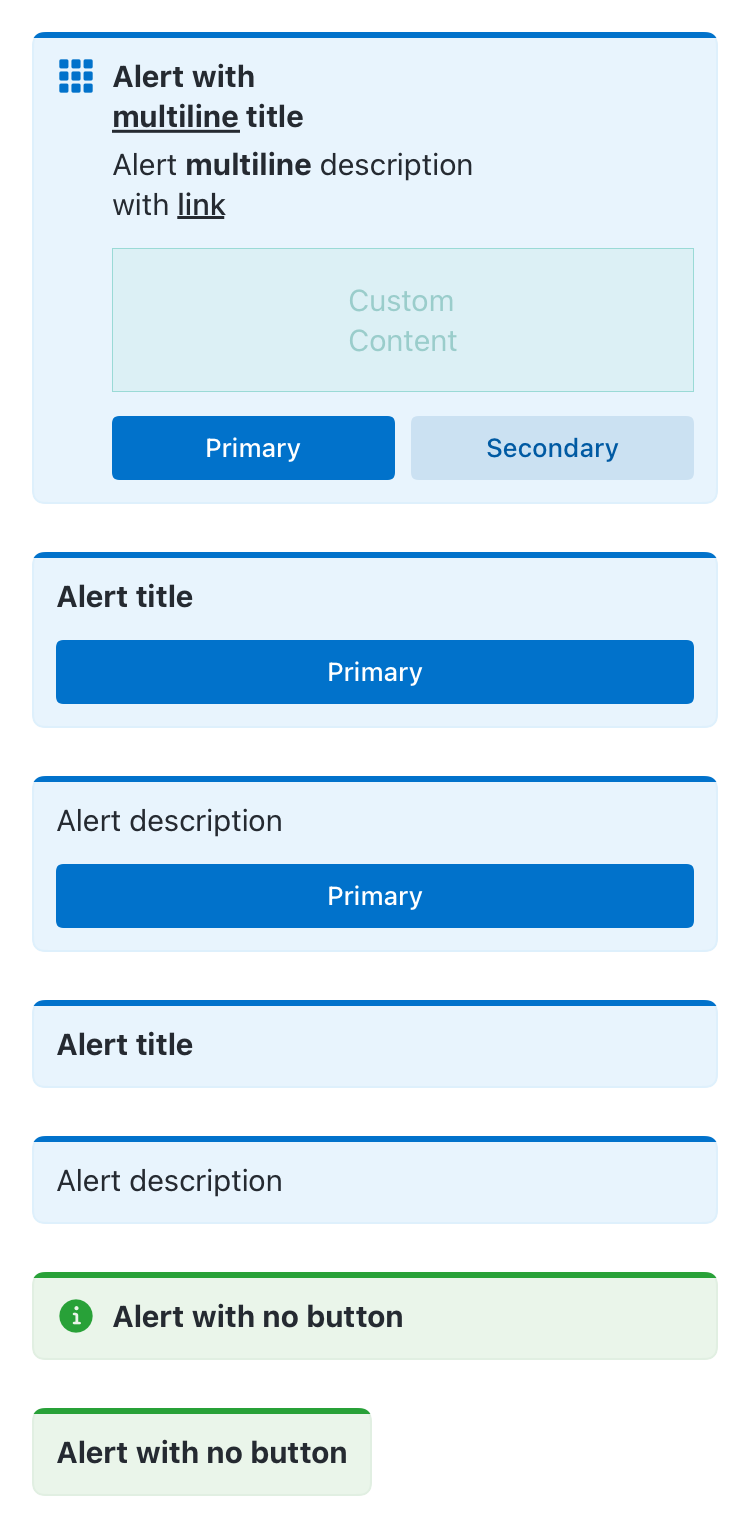 Alert with
multiline title
Alert multiline description
with link
Custom
Content
Primary
Secondary
Alert title
Primary
Alert description
Primary
Alert title
Alert description
Alert with no button
Alert with no button